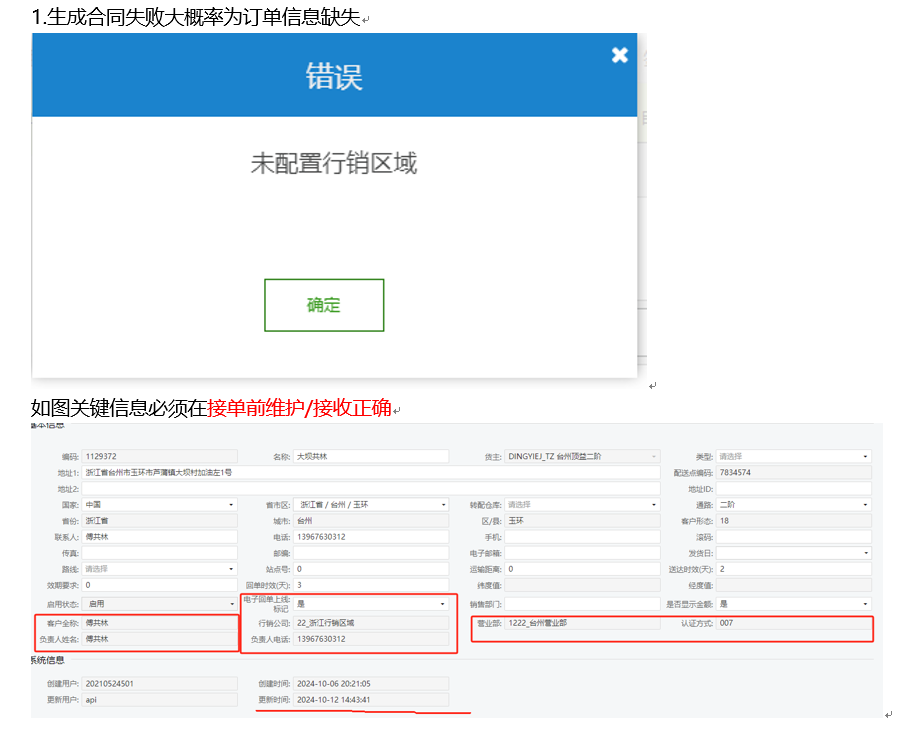 1.生成合同失败大概率为订单信息缺失
错误
未配置行销区域
确定
如图关键信息必须在接单前维护/接收正确
基本信息
编码: 1129372 名称: 大坝共林 货主: DINGYIEJ_TZ 台州顶益二阶 类型: 请选择
地址1: 浙江省台州市玉环市芦蒲镇大坝村加油左1号 配送点编码: 7834574
地址2: 地址ID:
国家: 中国 省市区: 浙江省 / 台州 / 玉环 转配仓库: 请选择 通路: 二阶
省份: 浙江省 城市: 台州 区/县: 玉环 客户形态: 18
联系人: 傅共林 电话: 13967630312 手机: 滚码:
传真: 邮编: 电子邮箱: 发货日:
路线: 请选择 站点号: 0 运输距离: 0 送达时效(天): 2
效期要求: 0 回单时效(天): 3 纬度值: 经度值:
启用状态: 启用 电子回单上线标记 是 销售部门: 是否显示金额: 是
客户全称: 傅共林 行销公司: 22_浙江行销区域 营业部: 1222_台州营业部 认证方式: 007
负责人姓名: 傅共林 负责人电话: 13967630312
系统信息
创建用户: 20210524501 创建时间: 2024-10-06 20:21:05
更新用户: api 更新时间: 2024-10-12 14:43:41